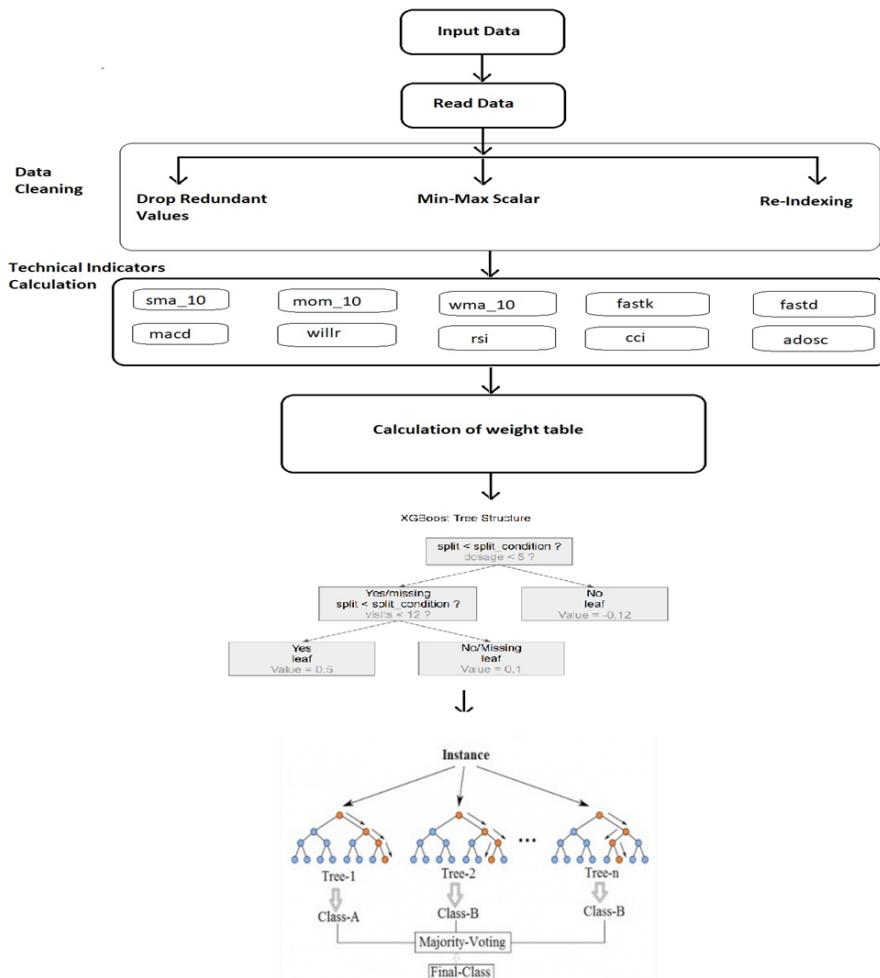 Input Data
Read Data
Data
Cleaning
Drop Redundant
Values
Min-Max Scalar
Re-Indexing
Technical Indicators
Calculation
sma_10
mom_10
wma_10
fastk
fastd
macd
willr
rsi
cci
adosc
Calculation of weight table
XGBoost Tree Structure
split < split_condition ?
dosage < 5 ?
Yes/missing
split < split_condition ?
visits < 12 ?
No
leaf
Value = -0.12
Yes
leaf
Value = 0.5
No/Missing
leaf
Value = 0.1
Instance
...
Tree-1
Tree-2
Tree-n
Class-A
Class-B
Class-B
Majority-Voting
Final-Class